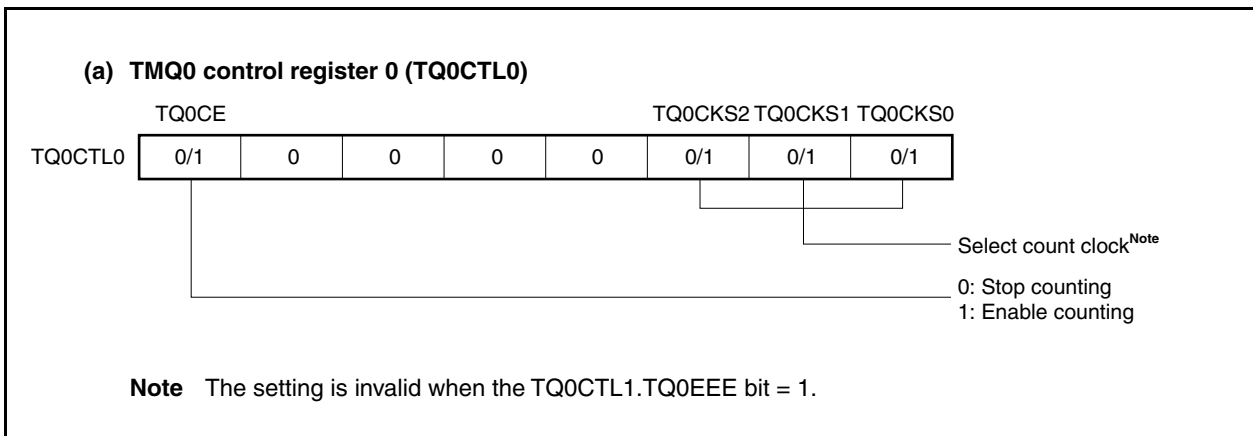 (a) TMQ0 control register 0 (TQ0CTL0)
TQ0CE TQ0CKS2 TQ0CKS1 TQ0CKS0
TQ0CTL0 0/1 0 0 0 0 0/1 0/1 0/1
Select count clockNote
0: Stop counting
1: Enable counting
Note The setting is invalid when the TQ0CTL1.TQ0EEE bit = 1.